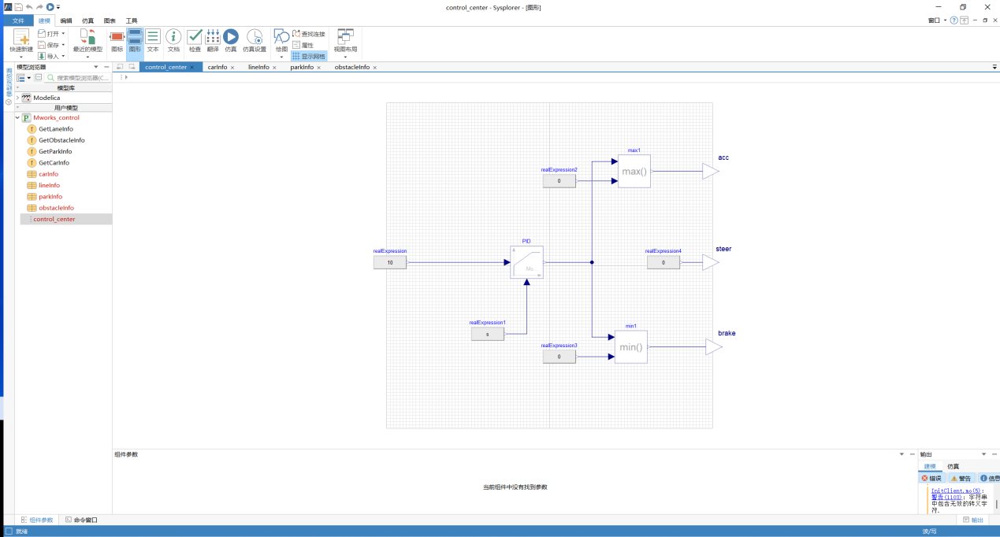 control_center - Sysplorer - [图形]
文件 建模 编辑 仿真 图表 工具 窗口
快速新建 打开 保存 导入 最近的模型 图标 图形 文本 文档 检查 翻译 仿真 仿真设置 绘图 查找连接 属性 显示网格 视图布局
模型浏览器
control_center carInfo lineInfo parkInfo obstacleInfo
搜索模型浏览器(C...
模型库
Modelica
用户模型
Mworks_control
GetLaneInfo
GetObstacleInfo
GetParkInfo
GetCarInfo
carInfo
lineInfo
parkInfo
obstacleInfo
control_center
max1
max()
acc
realExpression2
0
PID
Mo...
realExpression
10
realExpression4
0
steer
realExpression1
s
min1
min()
brake
realExpression3
0
组件参数
当前组件中没有找到参数
输出
建模 仿真
错误 警告 信息
InitClient.mo(5):
警告(1103): 字符串
中包含无效的转义字
符.
组件参数 命令窗口 输出
就绪 读/写